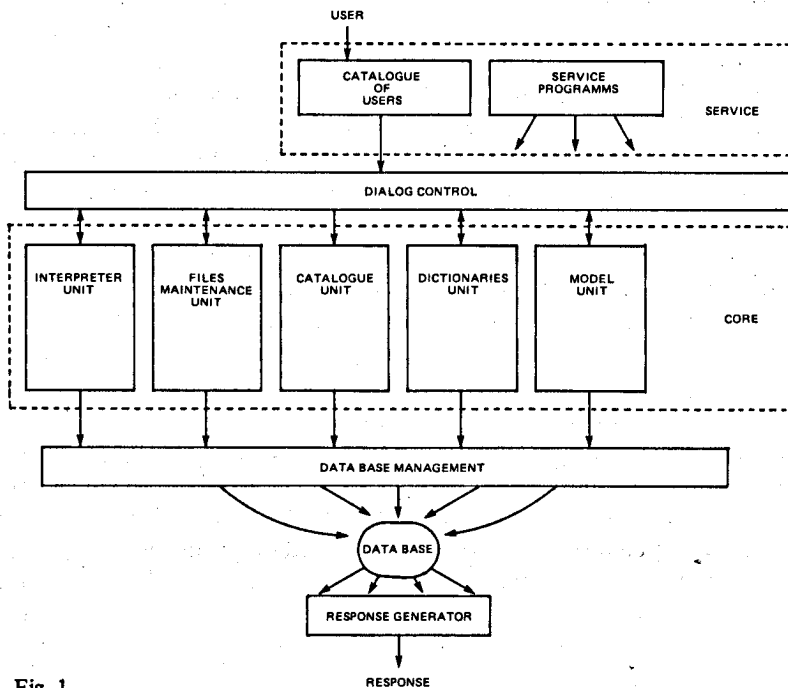 USER
CATALOGUE
OF
USERS
SERVICE
PROGRAMMS
SERVICE
DIALOG CONTROL
INTERPRETER
UNIT
FILES
MAINTENANCE
UNIT
CATALOGUE
UNIT
DICTIONARIES
UNIT
MODEL
UNIT
CORE
DATA BASE MANAGEMENT
DATA BASE
RESPONSE GENERATOR
RESPONSE
Fig. 1